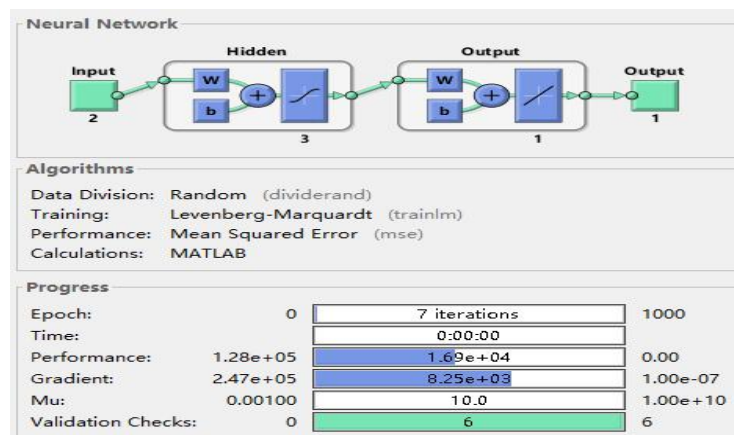 Neural Network
Hidden
Output
Input
W
b
+
W
b
+
Output
2
3
1
1
Algorithms
Data Division: Random (dividerand)
Training: Levenberg-Marquardt (trainlm)
Performance: Mean Squared Error (mse)
Calculations: MATLAB
Progress
Epoch: 0 7 iterations 1000
Time: 0:00:00
Performance: 1.28e+05 1.69e+04 0.00
Gradient: 2.47e+05 8.25e+03 1.00e-07
Mu: 0.00100 10.0 1.00e+10
Validation Checks: 0 6 6